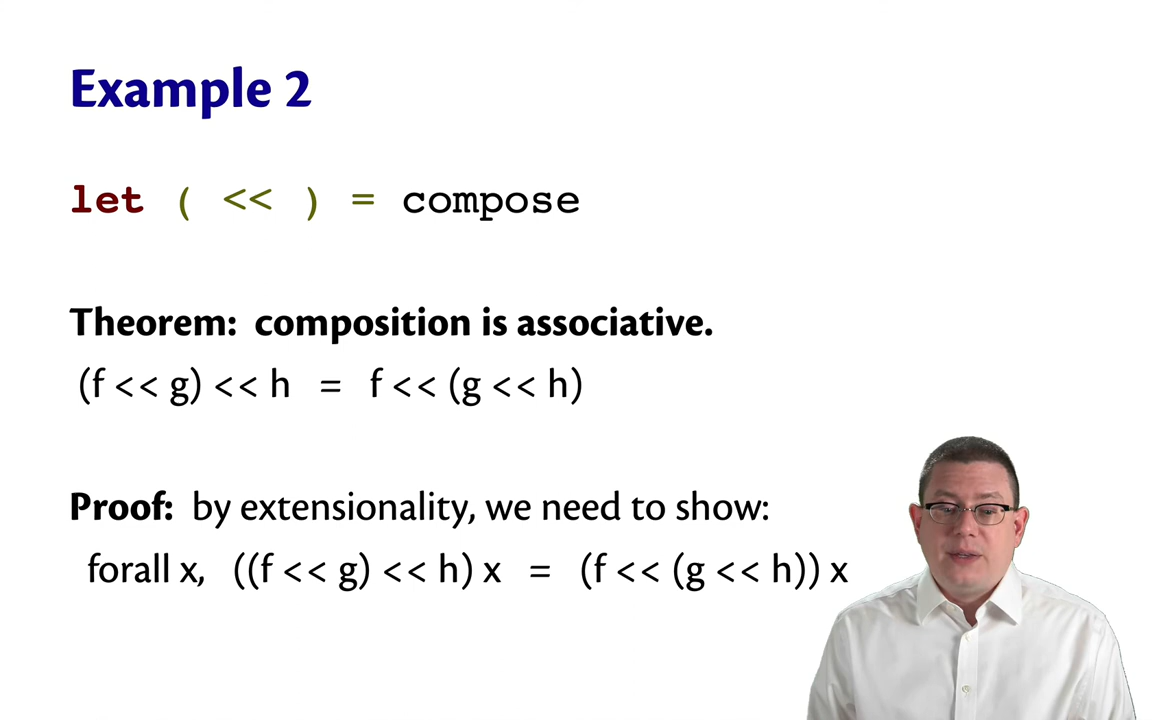 Example 2
let ( << ) = compose
Theorem: composition is associative.
(f << g) << h = f << (g << h)
Proof: by extensionality, we need to show:
forall x, ((f << g) << h) x = (f << (g << h)) x